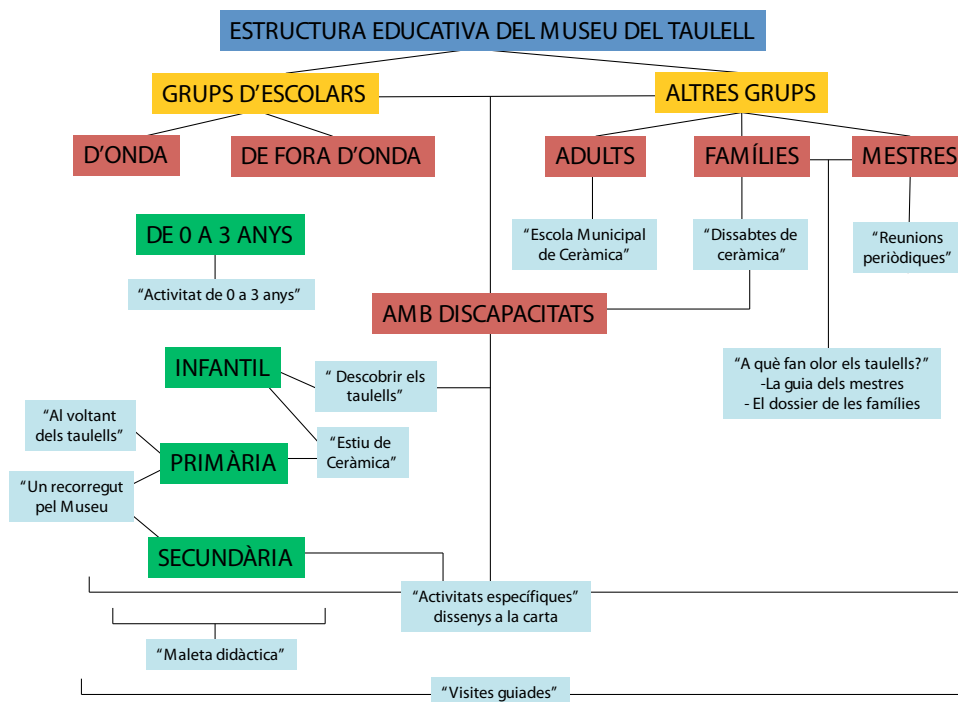 ESTRUCTURA EDUCATIVA DEL MUSEU DEL TAULELL
GRUPS D’ESCOLARS
ALTRES GRUPS
D’ONDA
DE FORA D’ONDA
ADULTS
FAMÍLIES
MESTRES
DE 0 A 3 ANYS
“Escola Municipal
de Ceràmica”
“Dissabtes de
ceràmica”
“Reunions
periòdiques”
“Activitat de 0 a 3 anys”
AMB DISCAPACITATS
INFANTIL
“ Descobrir els
taulells”
“A què fan olor els taulells?”
-La guia dels mestres
- El dossier de les famílies
“Al voltant
dels taulells”
PRIMÀRIA
“Estiu de
Ceràmica”
“Un recorregut
pel Museu
SECUNDÀRIA
“Activitats específiques”
dissenys a la carta
“Maleta didàctica”
“Visites guiades”